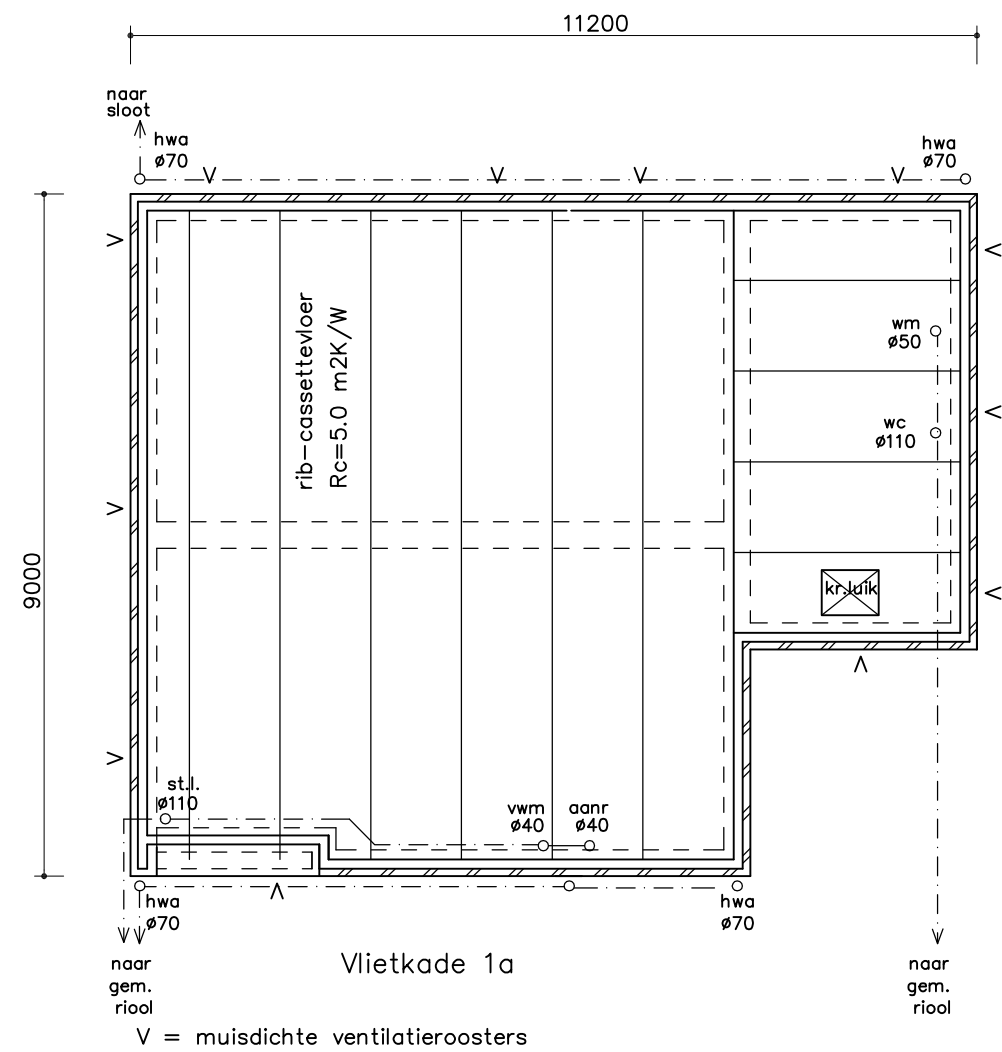 11200
naar
sloot
hwa
ø70
hwa
ø70
V V V V
V
V
V
9000
rib-cassettevloer
Rc=5.0 m2K/W
wm
ø50
wc
ø110
V
V
V
kr.luik
V
st.l.
ø110
vwm
ø40
aanr
ø40
V
hwa
ø70
hwa
ø70
naar
gem.
riool
Vlietkade 1a
naar
gem.
riool
V = muisdichte ventilatieroosters